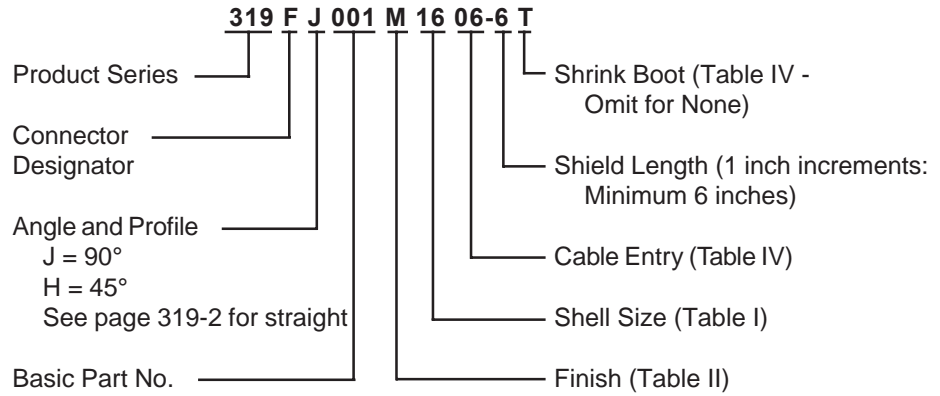 319 F J 001 M 16 06-6 T
Product Series
Connector
Designator
Angle and Profile
J = 90°
H = 45°
See page 319-2 for straight
Basic Part No.
Shrink Boot (Table IV -
Omit for None)
Shield Length (1 inch increments:
Minimum 6 inches)
Cable Entry (Table IV)
Shell Size (Table I)
Finish (Table II)